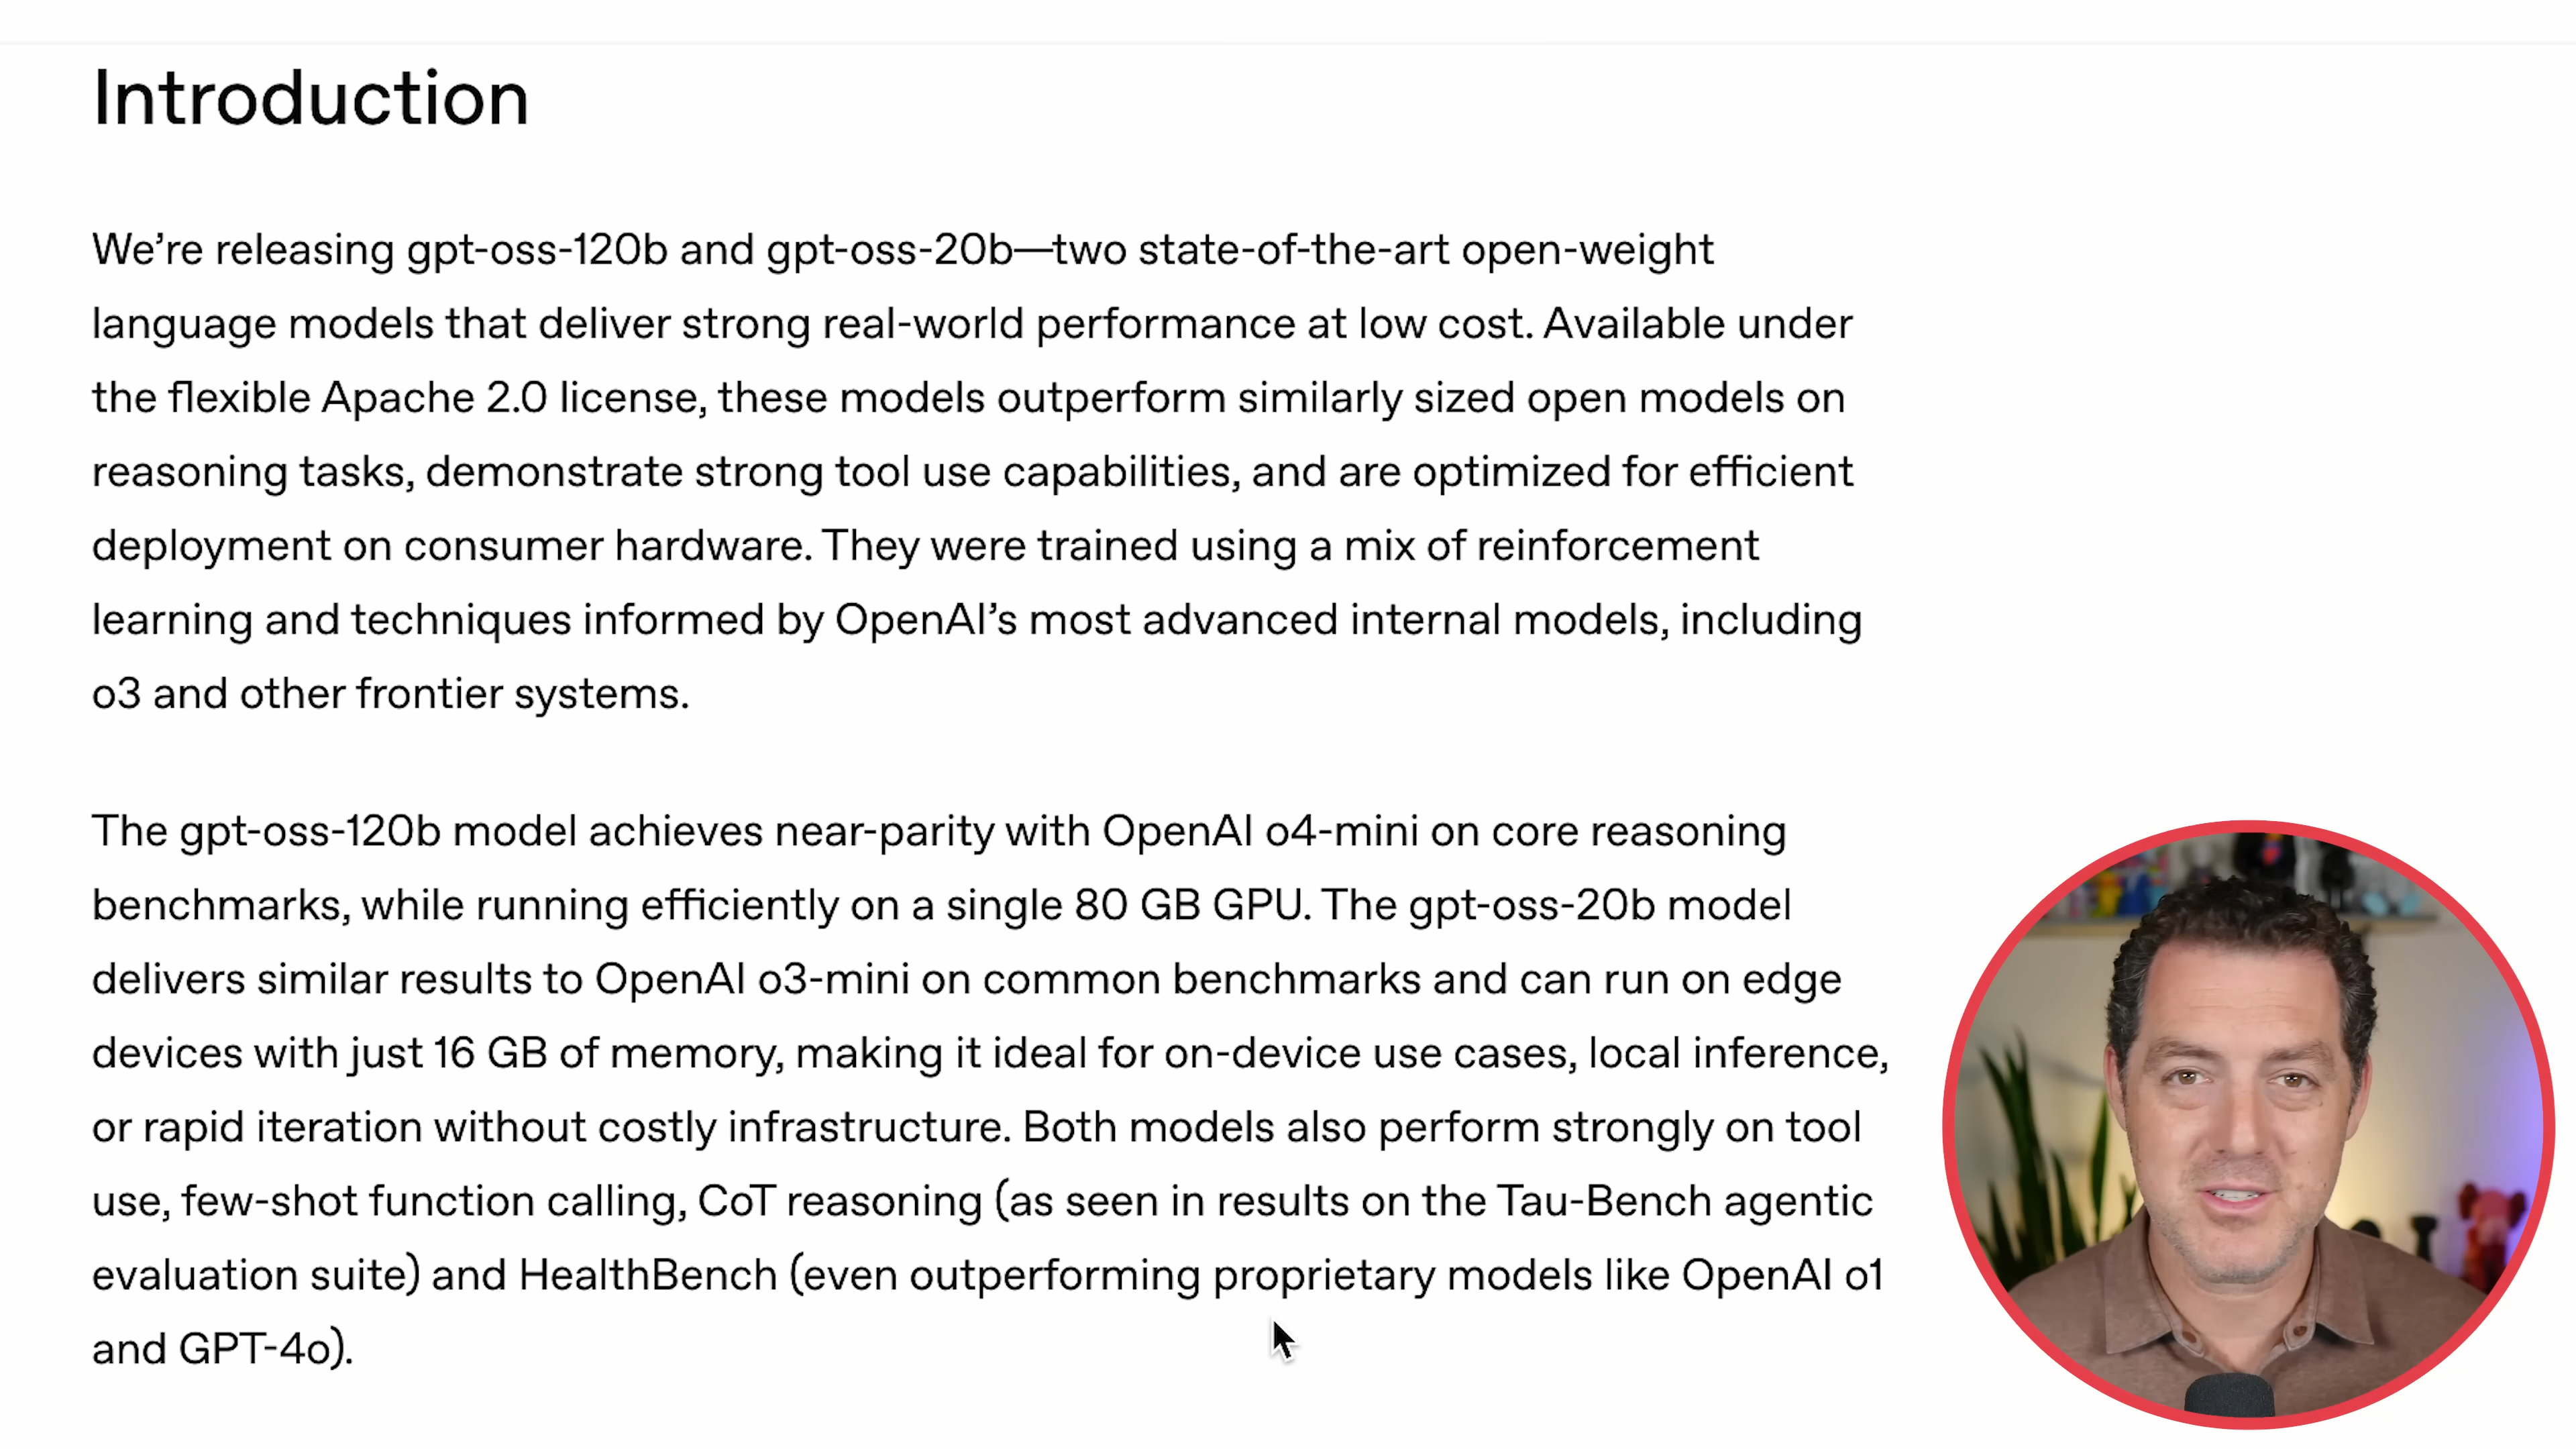 Introduction
We’re releasing gpt-oss-120b and gpt-oss-20b—two state-of-the-art open-weight
language models that deliver strong real-world performance at low cost. Available under
the flexible Apache 2.0 license, these models outperform similarly sized open models on
reasoning tasks, demonstrate strong tool use capabilities, and are optimized for efficient
deployment on consumer hardware. They were trained using a mix of reinforcement
learning and techniques informed by OpenAI’s most advanced internal models, including
o3 and other frontier systems.
The gpt-oss-120b model achieves near-parity with OpenAI o4-mini on core reasoning
benchmarks, while running efficiently on a single 80 GB GPU. The gpt-oss-20b model
delivers similar results to OpenAI o3-mini on common benchmarks and can run on edge
devices with just 16 GB of memory, making it ideal for on-device use cases, local inference,
or rapid iteration without costly infrastructure. Both models also perform strongly on tool
use, few-shot function calling, CoT reasoning (as seen in results on the Tau-Bench agentic
evaluation suite) and HealthBench (even outperforming proprietary models like OpenAI o1
and GPT-4o).